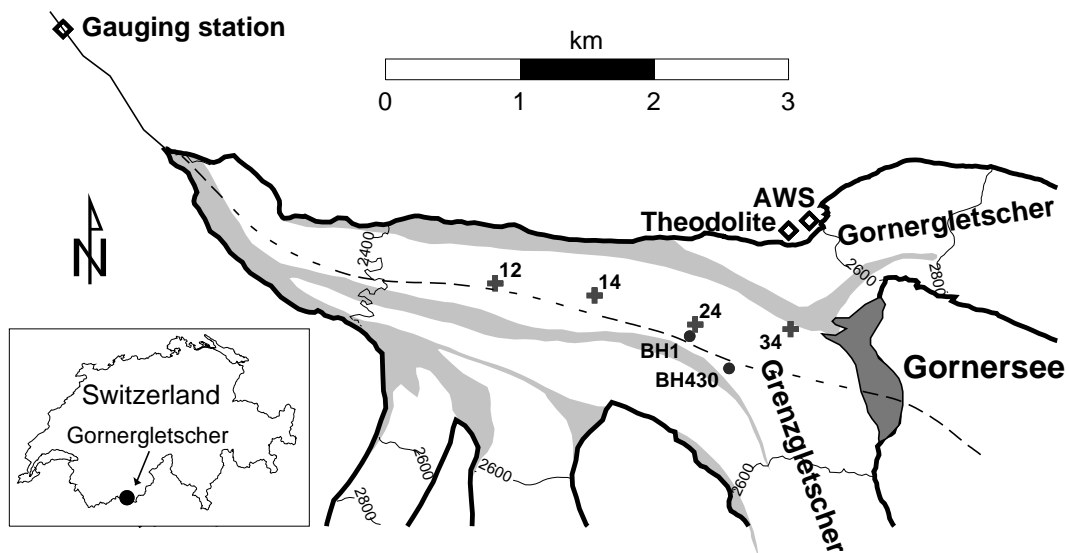 Gauging station
km
0 1 2 3
AWS
Theodolite
Gornergletscher
2400
2600
2800
12
14
24
34
BH1
BH430
N
Gornersee
Grenzgletscher
Switzerland
Gornergletscher
2600
2800
2600
2600